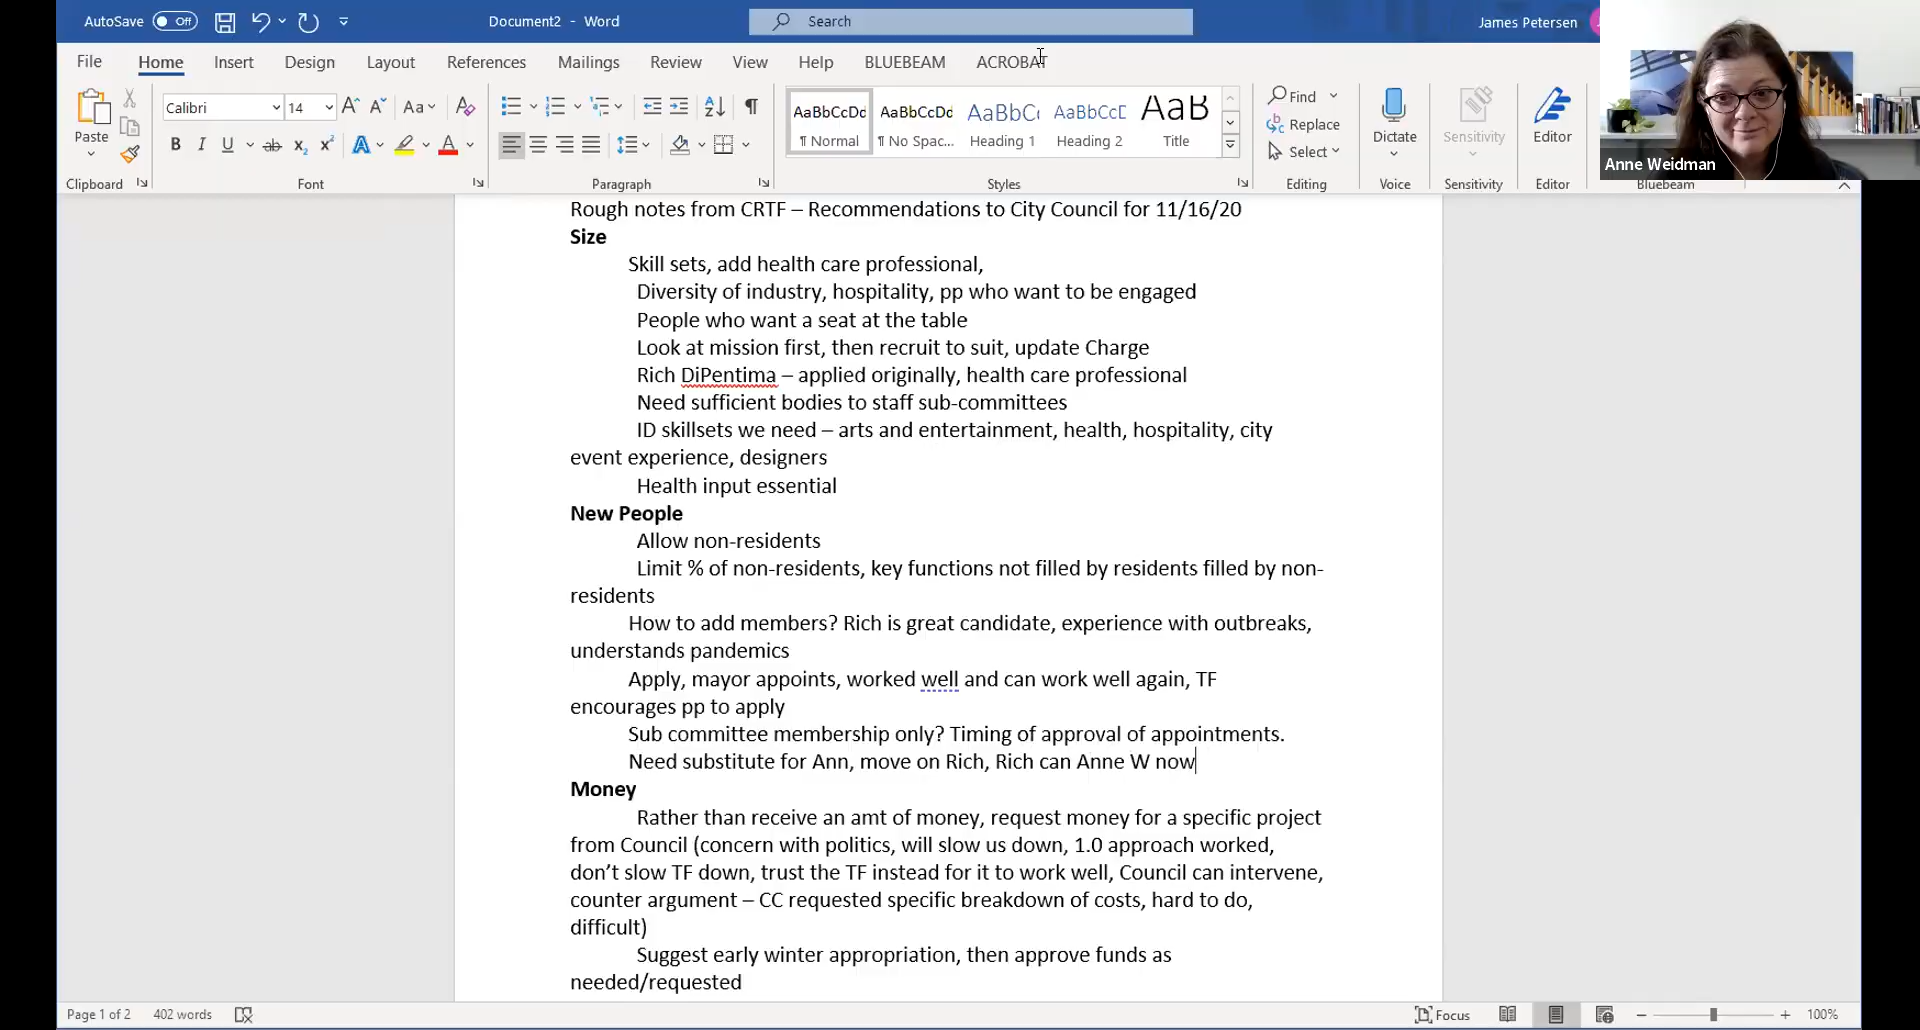 AutoSave Off Document2 - Word Search James Petersen
File Home Insert Design Layout References Mailings Review View Help BLUEBEAM ACROBAT
Calibri 14 Aa
AaBbCcDd AaBbCcDd AaBbCc AaBbCcD AaB
Paste B I U ab x2 x2 A A
¶ Normal ¶ No Spac... Heading 1 Heading 2 Title
Find
Replace
Select
Dictate Sensitivity Editor
Anne Weidman
Clipboard Font Paragraph Styles Editing Voice Sensitivity Editor Bluebeam
Rough notes from CRTF – Recommendations to City Council for 11/16/20
Size
Skill sets, add health care professional,
Diversity of industry, hospitality, pp who want to be engaged
People who want a seat at the table
Look at mission first, then recruit to suit, update Charge
Rich DiPentima – applied originally, health care professional
Need sufficient bodies to staff sub-committees
ID skillsets we need – arts and entertainment, health, hospitality, city
event experience, designers
Health input essential
New People
Allow non-residents
Limit % of non-residents, key functions not filled by residents filled by non-
residents
How to add members? Rich is great candidate, experience with outbreaks,
understands pandemics
Apply, mayor appoints, worked well and can work well again, TF
encourages pp to apply
Sub committee membership only? Timing of approval of appointments.
Need substitute for Ann, move on Rich, Rich can Anne W now
Money
Rather than receive an amt of money, request money for a specific project
from Council (concern with politics, will slow us down, 1.0 approach worked,
don’t slow TF down, trust the TF instead for it to work well, Council can intervene,
counter argument – CC requested specific breakdown of costs, hard to do,
difficult)
Suggest early winter appropriation, then approve funds as
needed/requested
Page 1 of 2 402 words Focus 100%